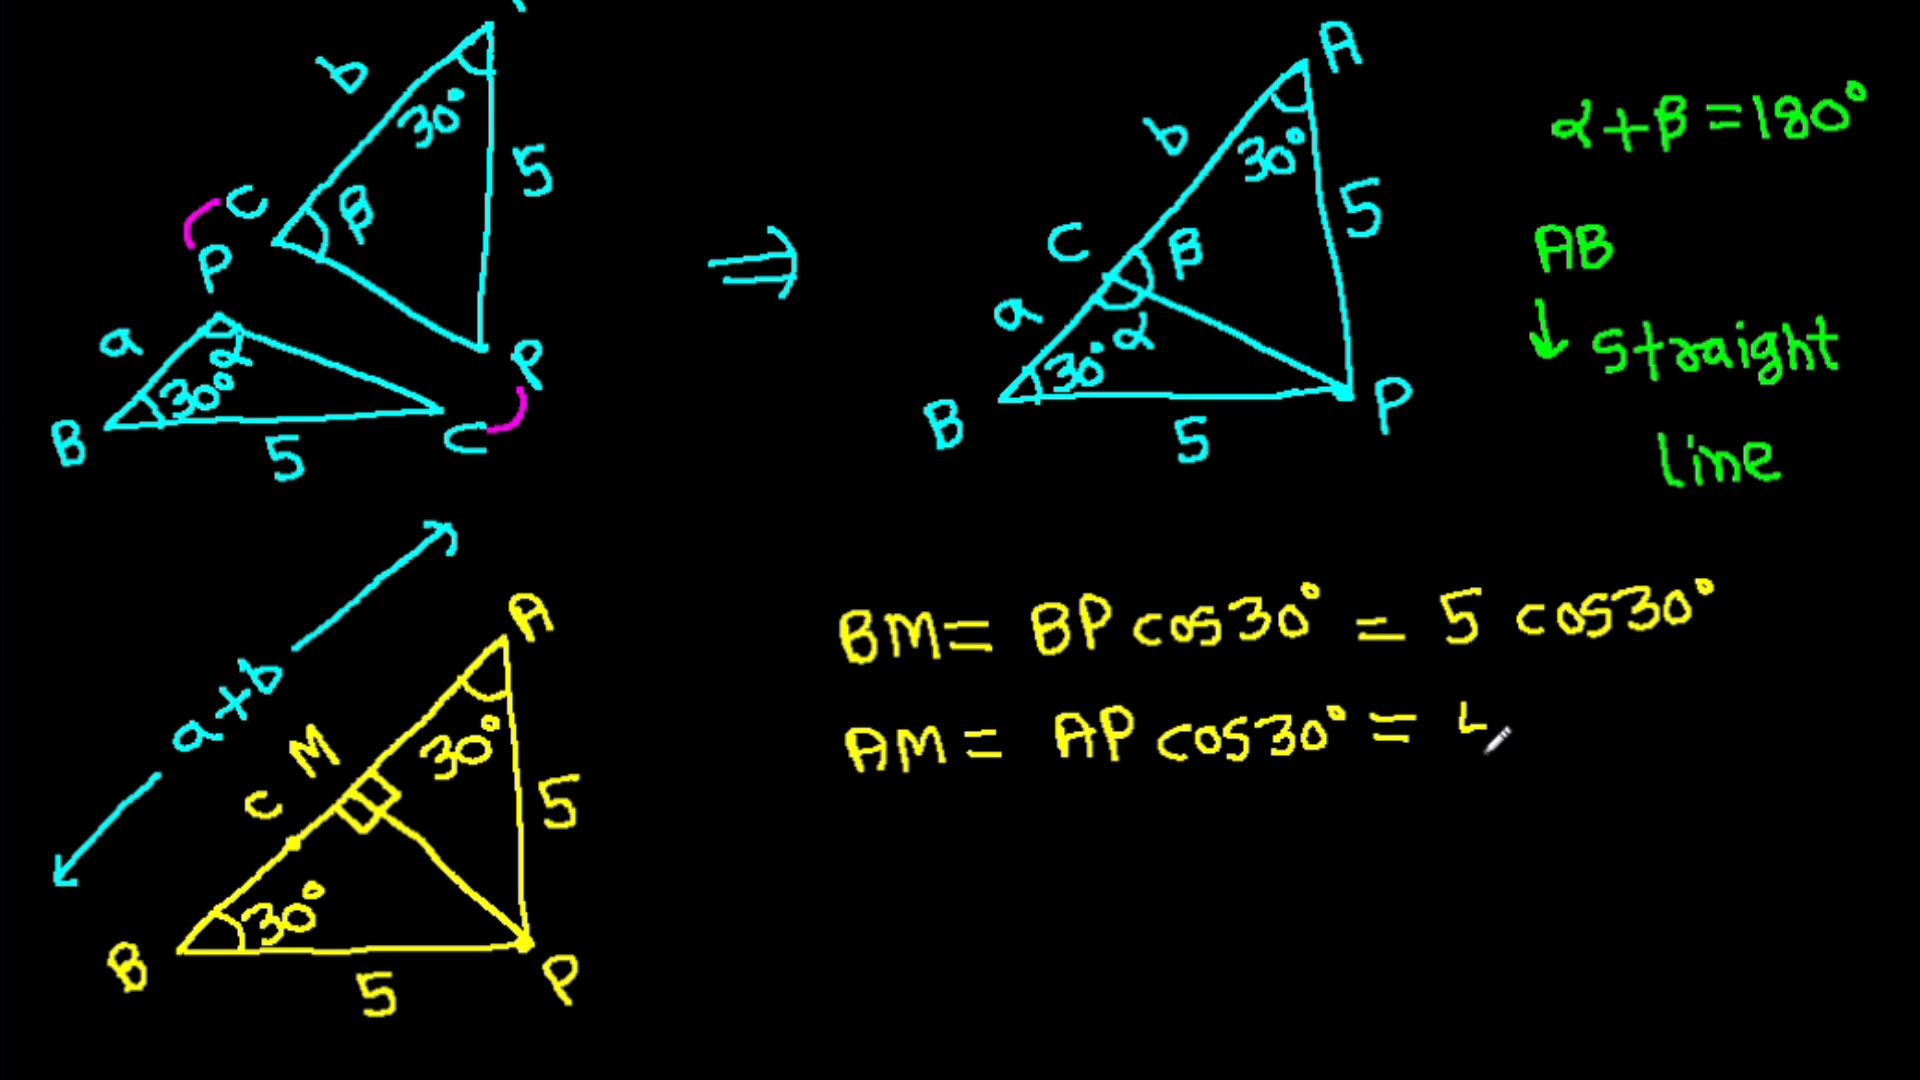 b
30°
5
C
β
P
a
α
30°
P
B
5
C
⇒
A
b
30°
5
C
β
a
α
30°
B
5
P
α+β=180°
AB
↓ straight
line
a+b
A
M
30°
C
5
30°
B
5
P
BM= BP cos30° = 5 cos30°
AM= AP cos30° =